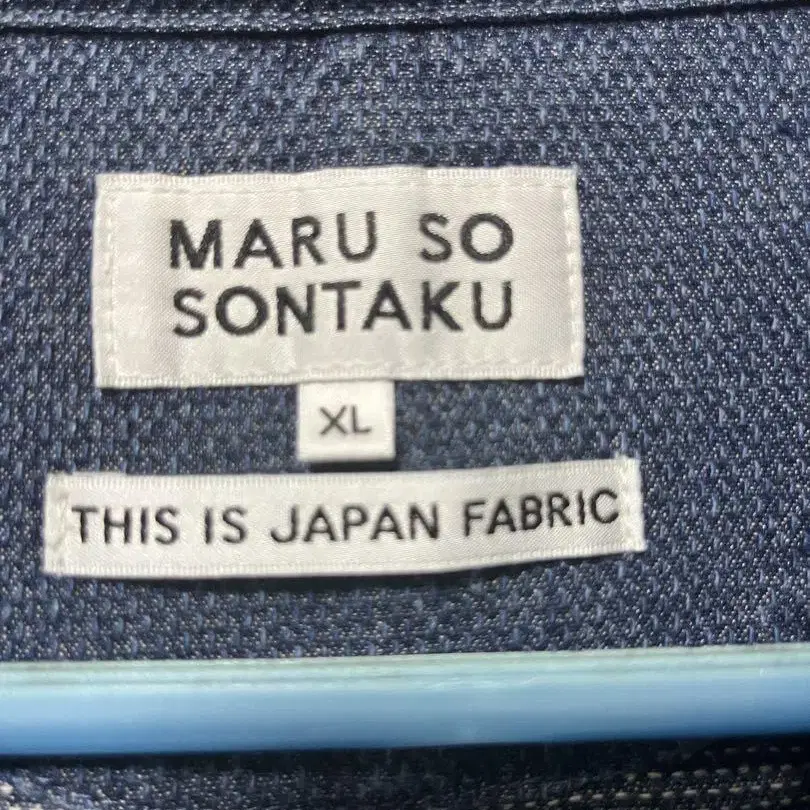 MARU SO
SONTAKU
XL
THIS IS JAPAN FABRIC